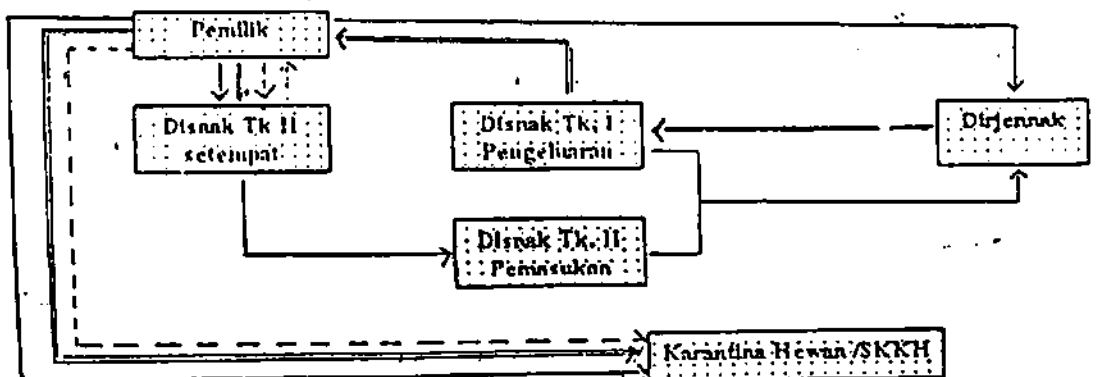 Pemilik
Disnak Tk II
setempat
Disnak Tk. I
Pengeluaran
Dirjennak
Disnak Tk. II
Pemasukan
Karantina Hewan /SKKH